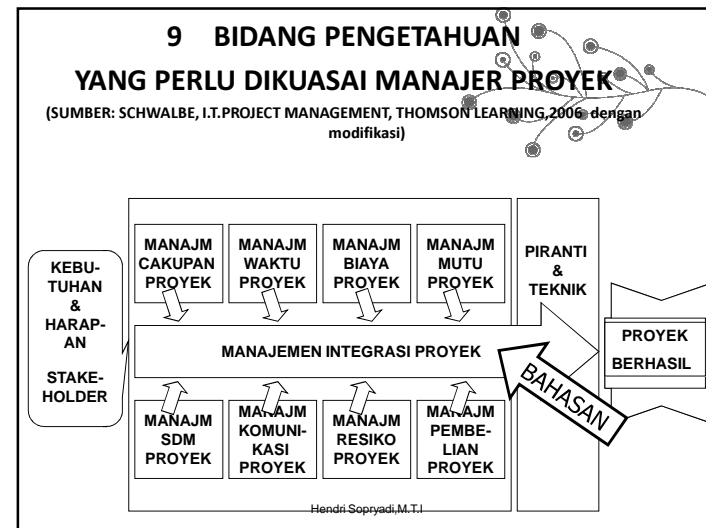 9 BIDANG PENGETAHUAN
YANG PERLU DIKUASAI MANAJER PROYEK
(SUMBER: SCHWALBE, I.T.PROJECT MANAGEMENT, THOMSON LEARNING,2006 dengan
modifikasi)
KEBU-
TUHAN
&
HARAP-
AN
STAKE-
HOLDER
MANAJM
CAKUPAN
PROYEK
MANAJM
WAKTU
PROYEK
MANAJM
BIAYA
PROYEK
MANAJM
MUTU
PROYEK
PIRANTI
&
TEKNIK
MANAJEMEN INTEGRASI PROYEK
PROYEK
BERHASIL
BAHASAN
MANAJM
SDM
PROYEK
MANAJM
KOMUNI-
KASI
PROYEK
MANAJM
RESIKO
PROYEK
MANAJM
PEMBE-
LIAN
PROYEK
Hendri Sopryadi,M.T.I